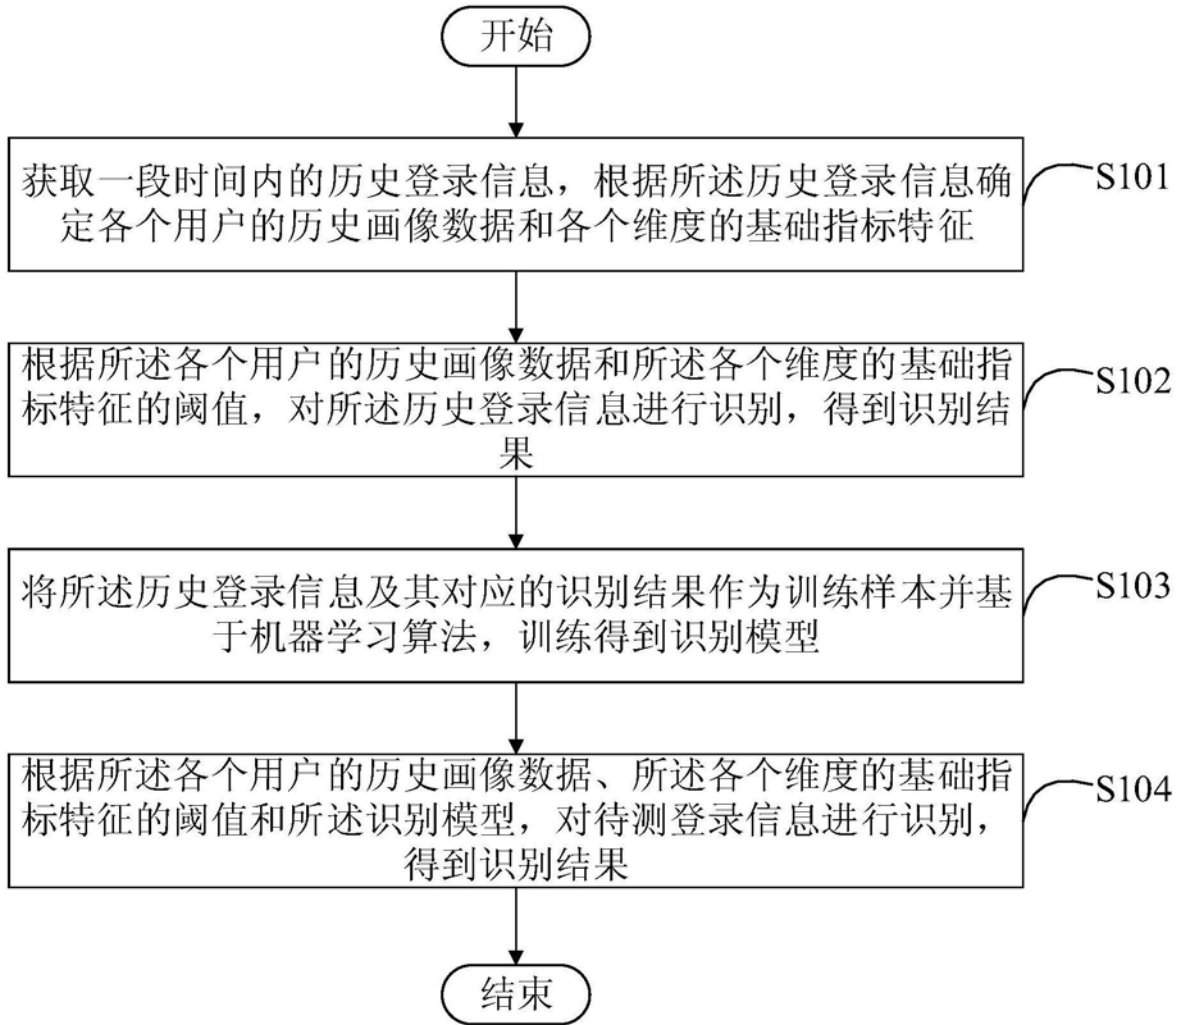 开始
获取一段时间内的历史登录信息，根据所述历史登录信息确
定各个用户的历史画像数据和各个维度的基础指标特征
S101
根据所述各个用户的历史画像数据和所述各个维度的基础指
标特征的阈值，对所述历史登录信息进行识别，得到识别结
果
S102
将所述历史登录信息及其对应的识别结果作为训练样本并基
于机器学习算法，训练得到识别模型
S103
根据所述各个用户的历史画像数据、所述各个维度的基础指
标特征的阈值和所述识别模型，对待测登录信息进行识别，
得到识别结果
S104
结束